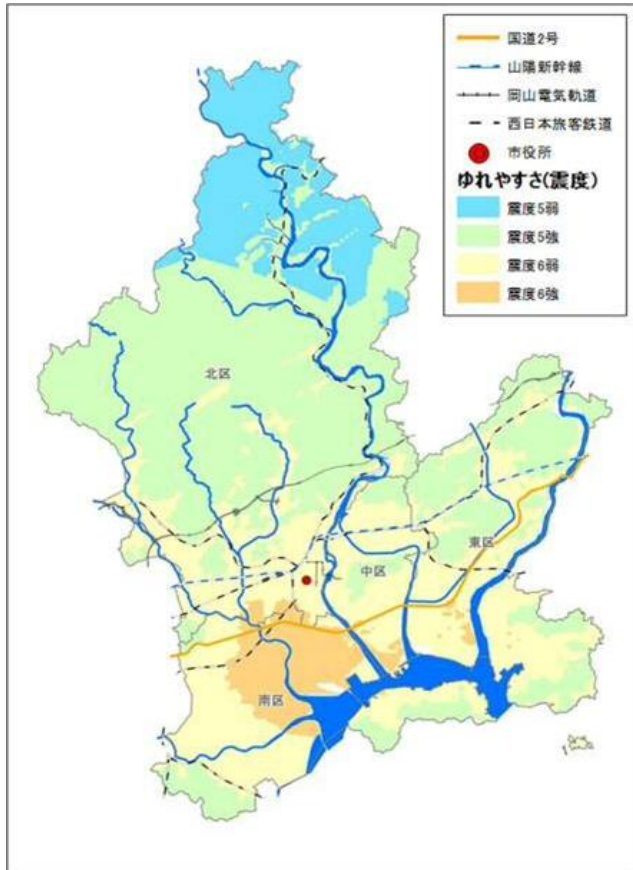 国道2号
山陽新幹線
岡山電気軌道
西日本旅客鉄道
市役所
ゆれやすさ(震度)
震度5弱
震度5強
震度6弱
震度6強
北区
東区
中区
南区